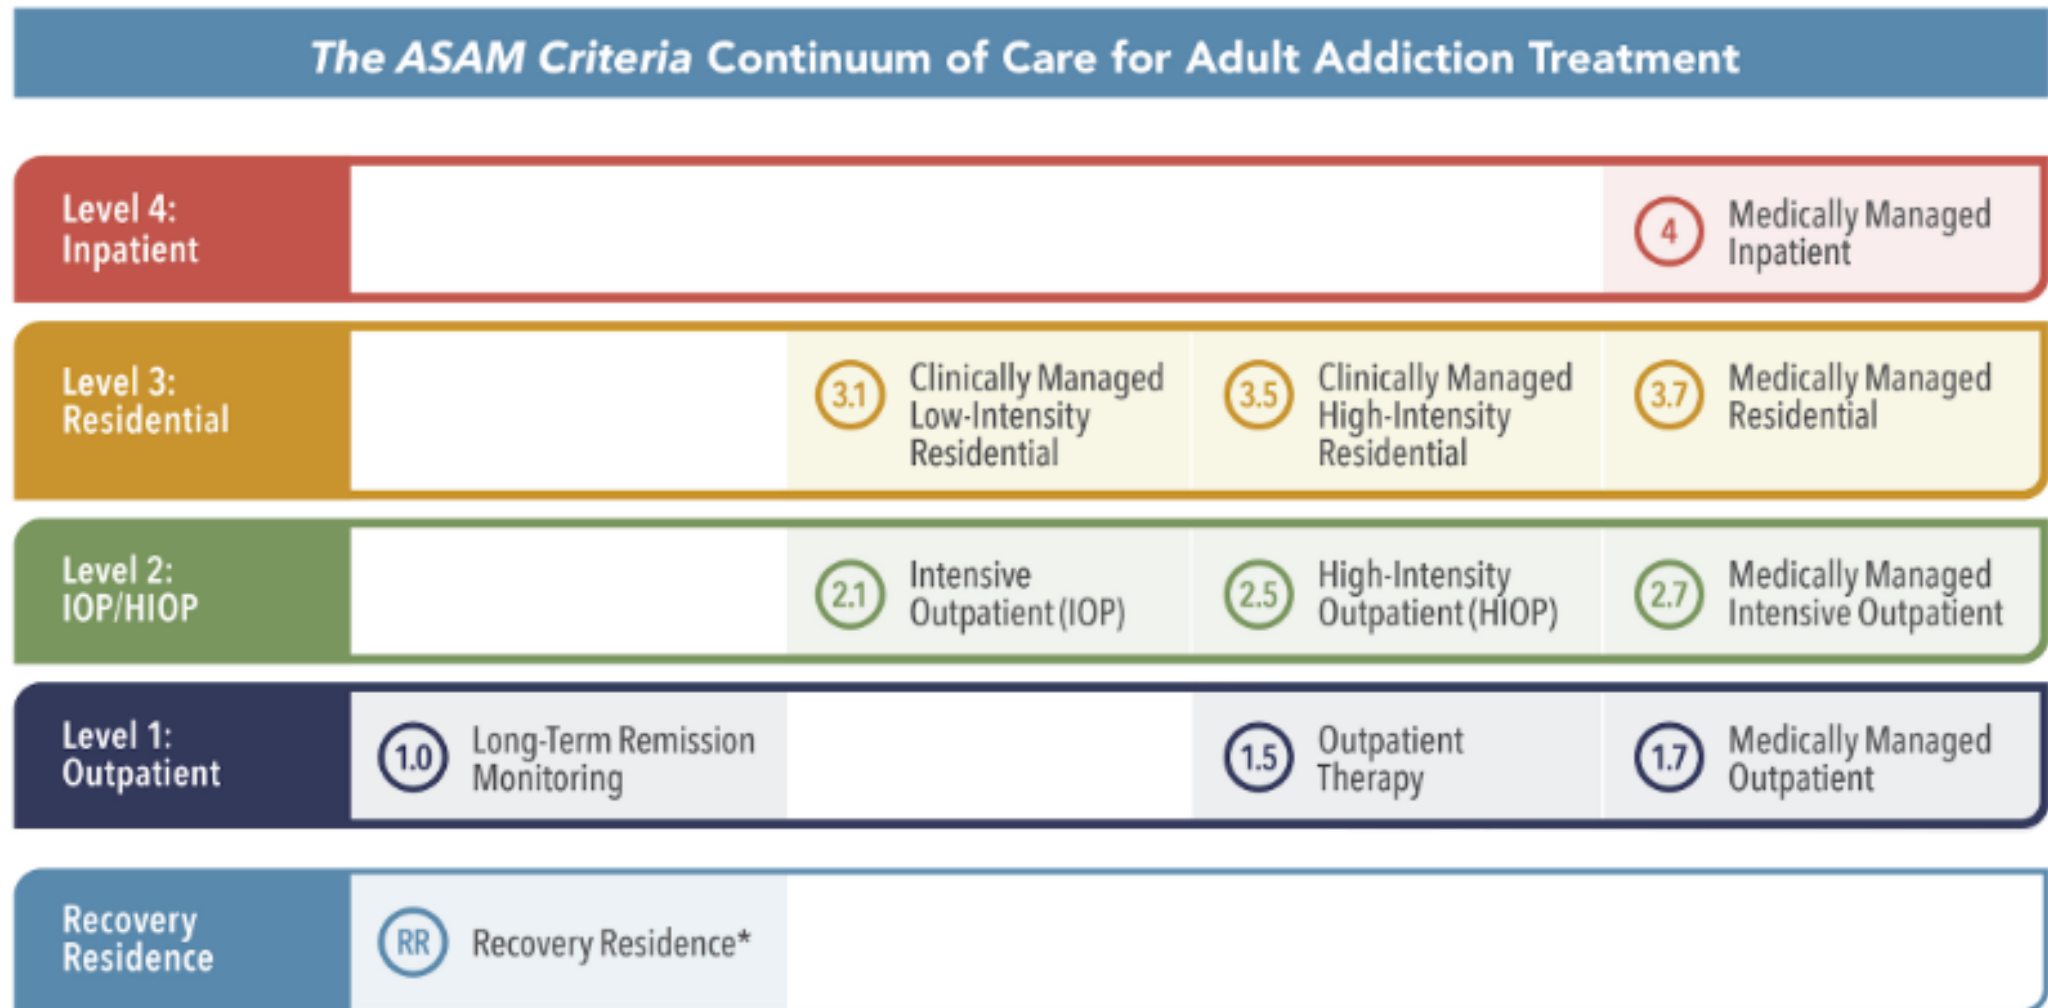 The ASAM Criteria Continuum of Care for Adult Addiction Treatment
Level 4:
Inpatient
4
Medically Managed
Inpatient
Level 3:
Residential
3.1
Clinically Managed
Low-Intensity
Residential
3.5
Clinically Managed
High-Intensity
Residential
3.7
Medically Managed
Residential
Level 2:
IOP/HIOP
2.1
Intensive
Outpatient (IOP)
2.5
High-Intensity
Outpatient (HIOP)
2.7
Medically Managed
Intensive Outpatient
Level 1:
Outpatient
1.0
Long-Term Remission
Monitoring
1.5
Outpatient
Therapy
1.7
Medically Managed
Outpatient
Recovery
Residence
RR
Recovery Residence*